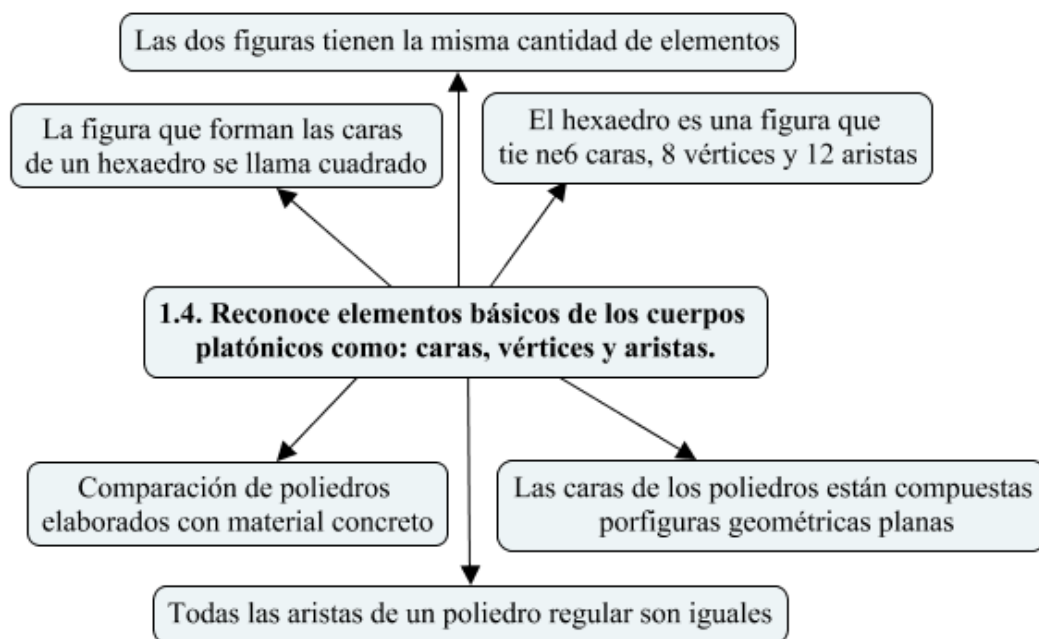 Las dos figuras tienen la misma cantidad de elementos
La figura que forman las caras
de un hexaedro se llama cuadrado
El hexaedro es una figura que
tie ne6 caras, 8 vértices y 12 aristas
1.4. Reconoce elementos básicos de los cuerpos
platónicos como: caras, vértices y aristas.
Comparación de poliedros
elaborados con material concreto
Las caras de los poliedros están compuestas
porfiguras geométricas planas
Todas las aristas de un poliedro regular son iguales